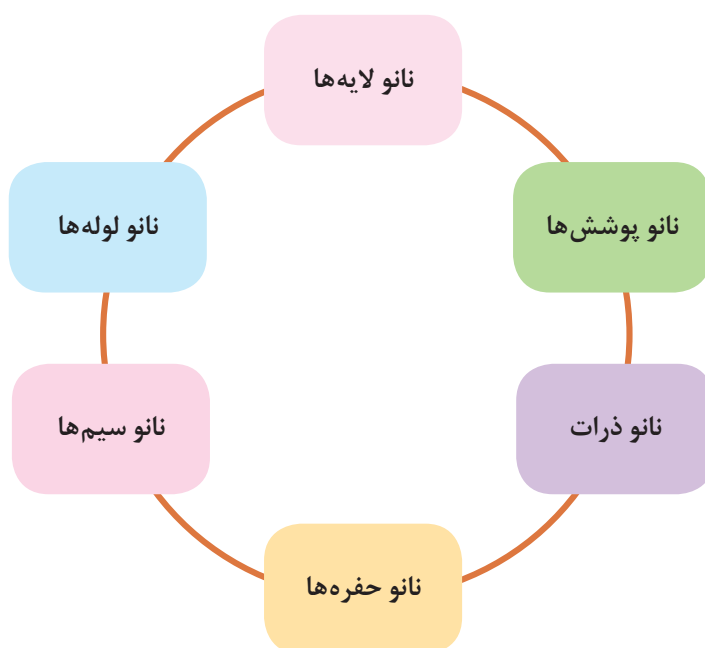 نانو لایه‌ها
نانو پوشش‌ها
نانو لوله‌ها
نانو ذرات
نانو سیم‌ها
نانو حفره‌ها